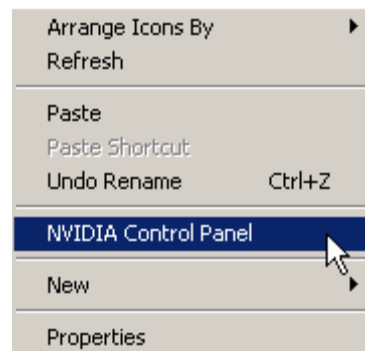 Arrange Icons By
Refresh
Paste
Paste Shortcut
Undo Rename Ctrl+Z
NVIDIA Control Panel
New
Properties